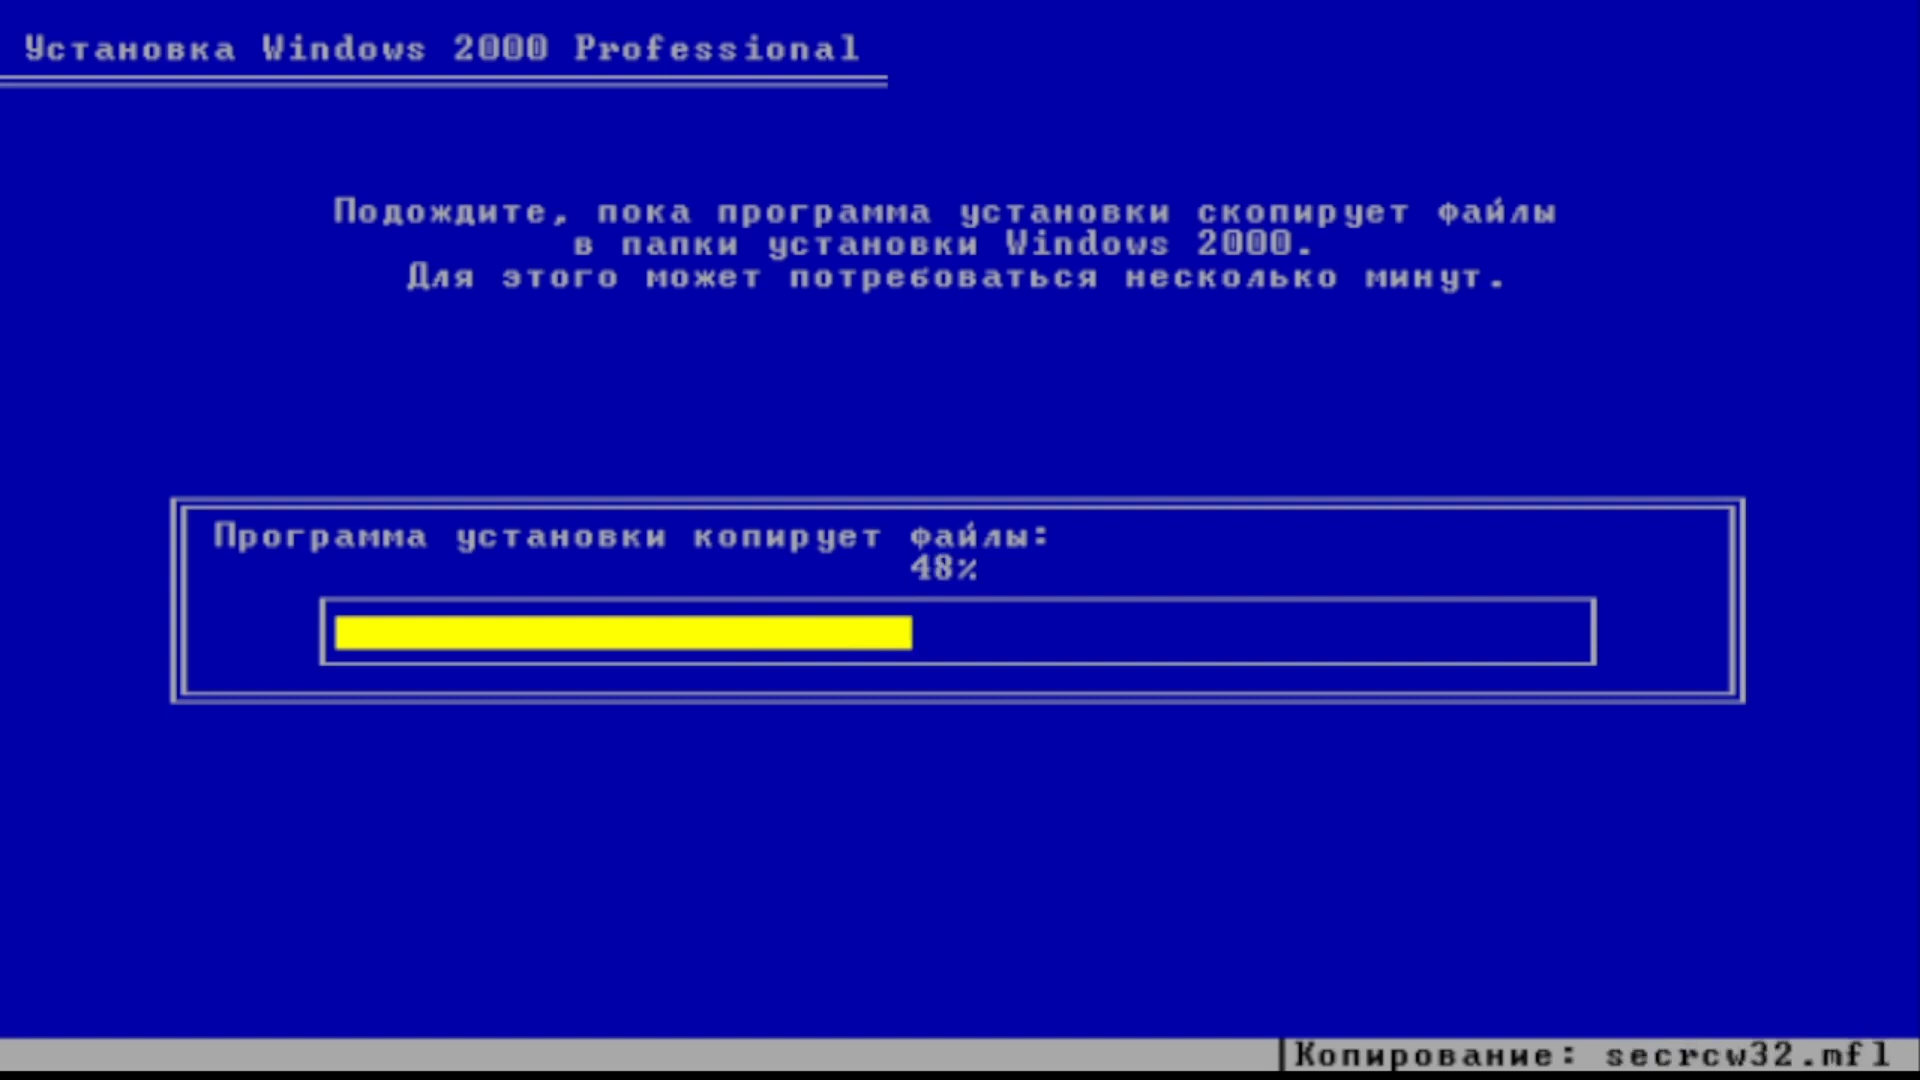 Установка Windows 2000 Professional
Подождите, пока программа установки скопирует файлы
в папки установки Windows 2000.
Для этого может потребоваться несколько минут.
Программа установки копирует файлы:
48%
Копирование: secrcw32.mfl